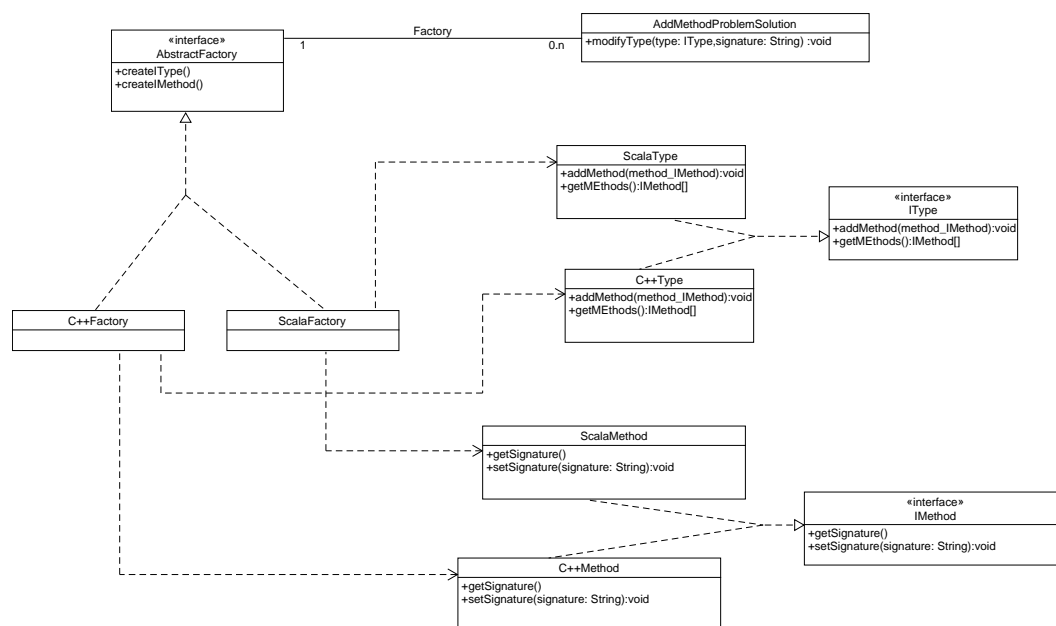 «interface»
AbstractFactory
+createIType()
+createIMethod()
Factory
1
0.n
AddMethodProblemSolution
+modifyType(type: IType,signature: String) :void
ScalaType
+addMethod(method_IMethod):void
+getMEthods():IMethod[]
«interface»
IType
+addMethod(method_IMethod):void
+getMEthods():IMethod[]
C++Type
+addMethod(method_IMethod):void
+getMEthods():IMethod[]
C++Factory
ScalaFactory
ScalaMethod
+getSignature()
+setSignature(signature: String):void
«interface»
IMethod
+getSignature()
+setSignature(signature: String):void
C++Method
+getSignature()
+setSignature(signature: String):void